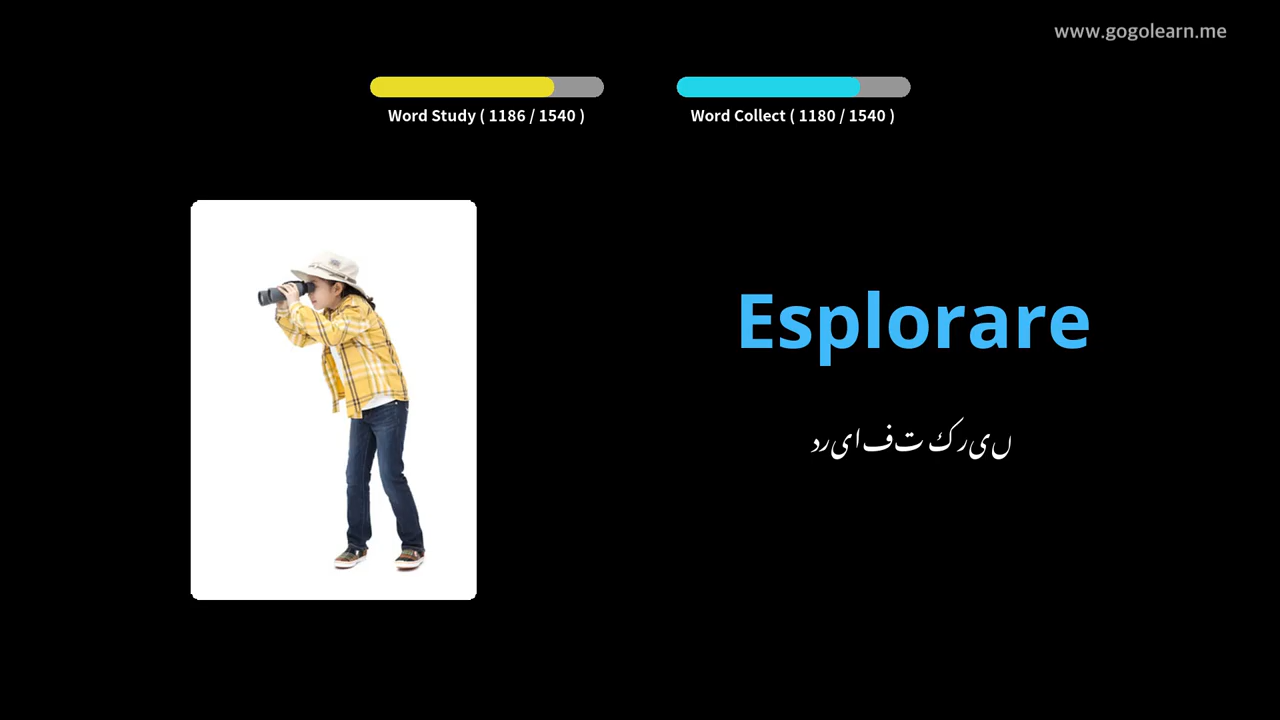 www.gogolearn.me
Word Study ( 1186 / 1540 )
Word Collect ( 1180 / 1540 )
Esplorare
دریافت کریں